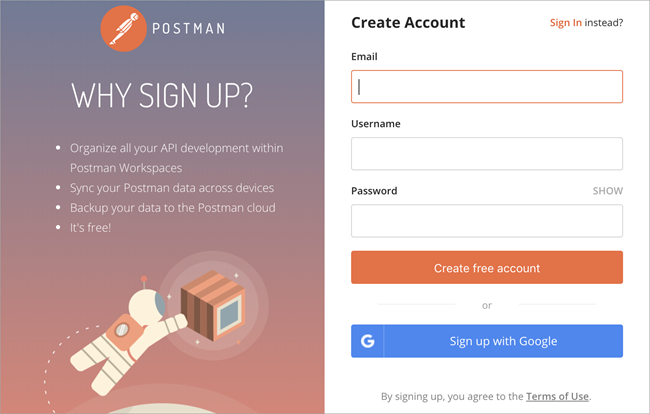 POSTMAN
WHY SIGN UP?
• Organize all your API development within
Postman Workspaces
• Sync your Postman data across devices
• Backup your data to the Postman cloud
• It's free!
Create Account
Sign In instead?
Email
Username
Password
SHOW
Create free account
or
G
Sign up with Google
By signing up, you agree to the Terms of Use.